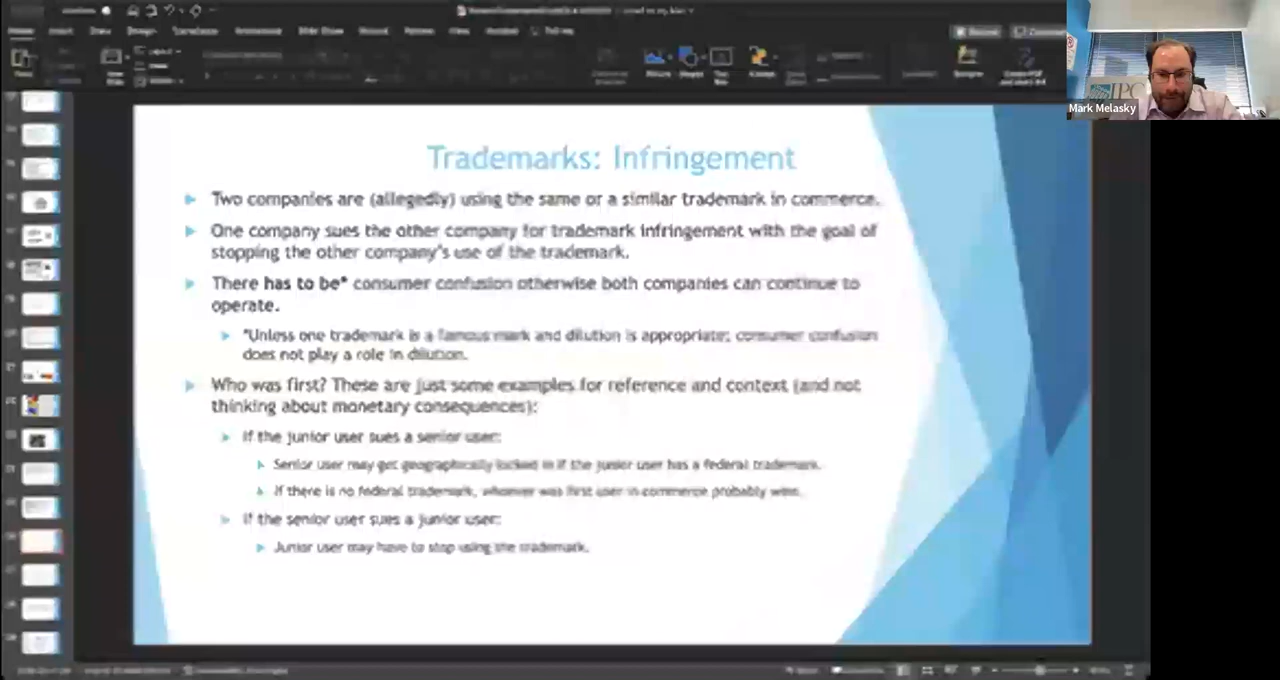 Mark Melasky
IPC
Trademarks: Infringement
Two companies are (allegedly) using the same or a similar trademark in commerce.
One company sues the other company for trademark infringement with the goal of
stopping the other company's use of the trademark.
There has to be* consumer confusion otherwise both companies can continue to
operate.
*Unless one trademark is a famous mark and dilution is appropriate; consumer confusion
does not play a role in dilution.
Who was first? These are just some examples for reference and context (and not
thinking about monetary consequences):
If the junior user sues a senior user:
Senior user may get geographically locked in if the junior user has a federal trademark.
If there is no federal trademark, whoever was first user in commerce probably wins.
If the senior user sues a junior user:
Junior user may have to stop using the trademark.